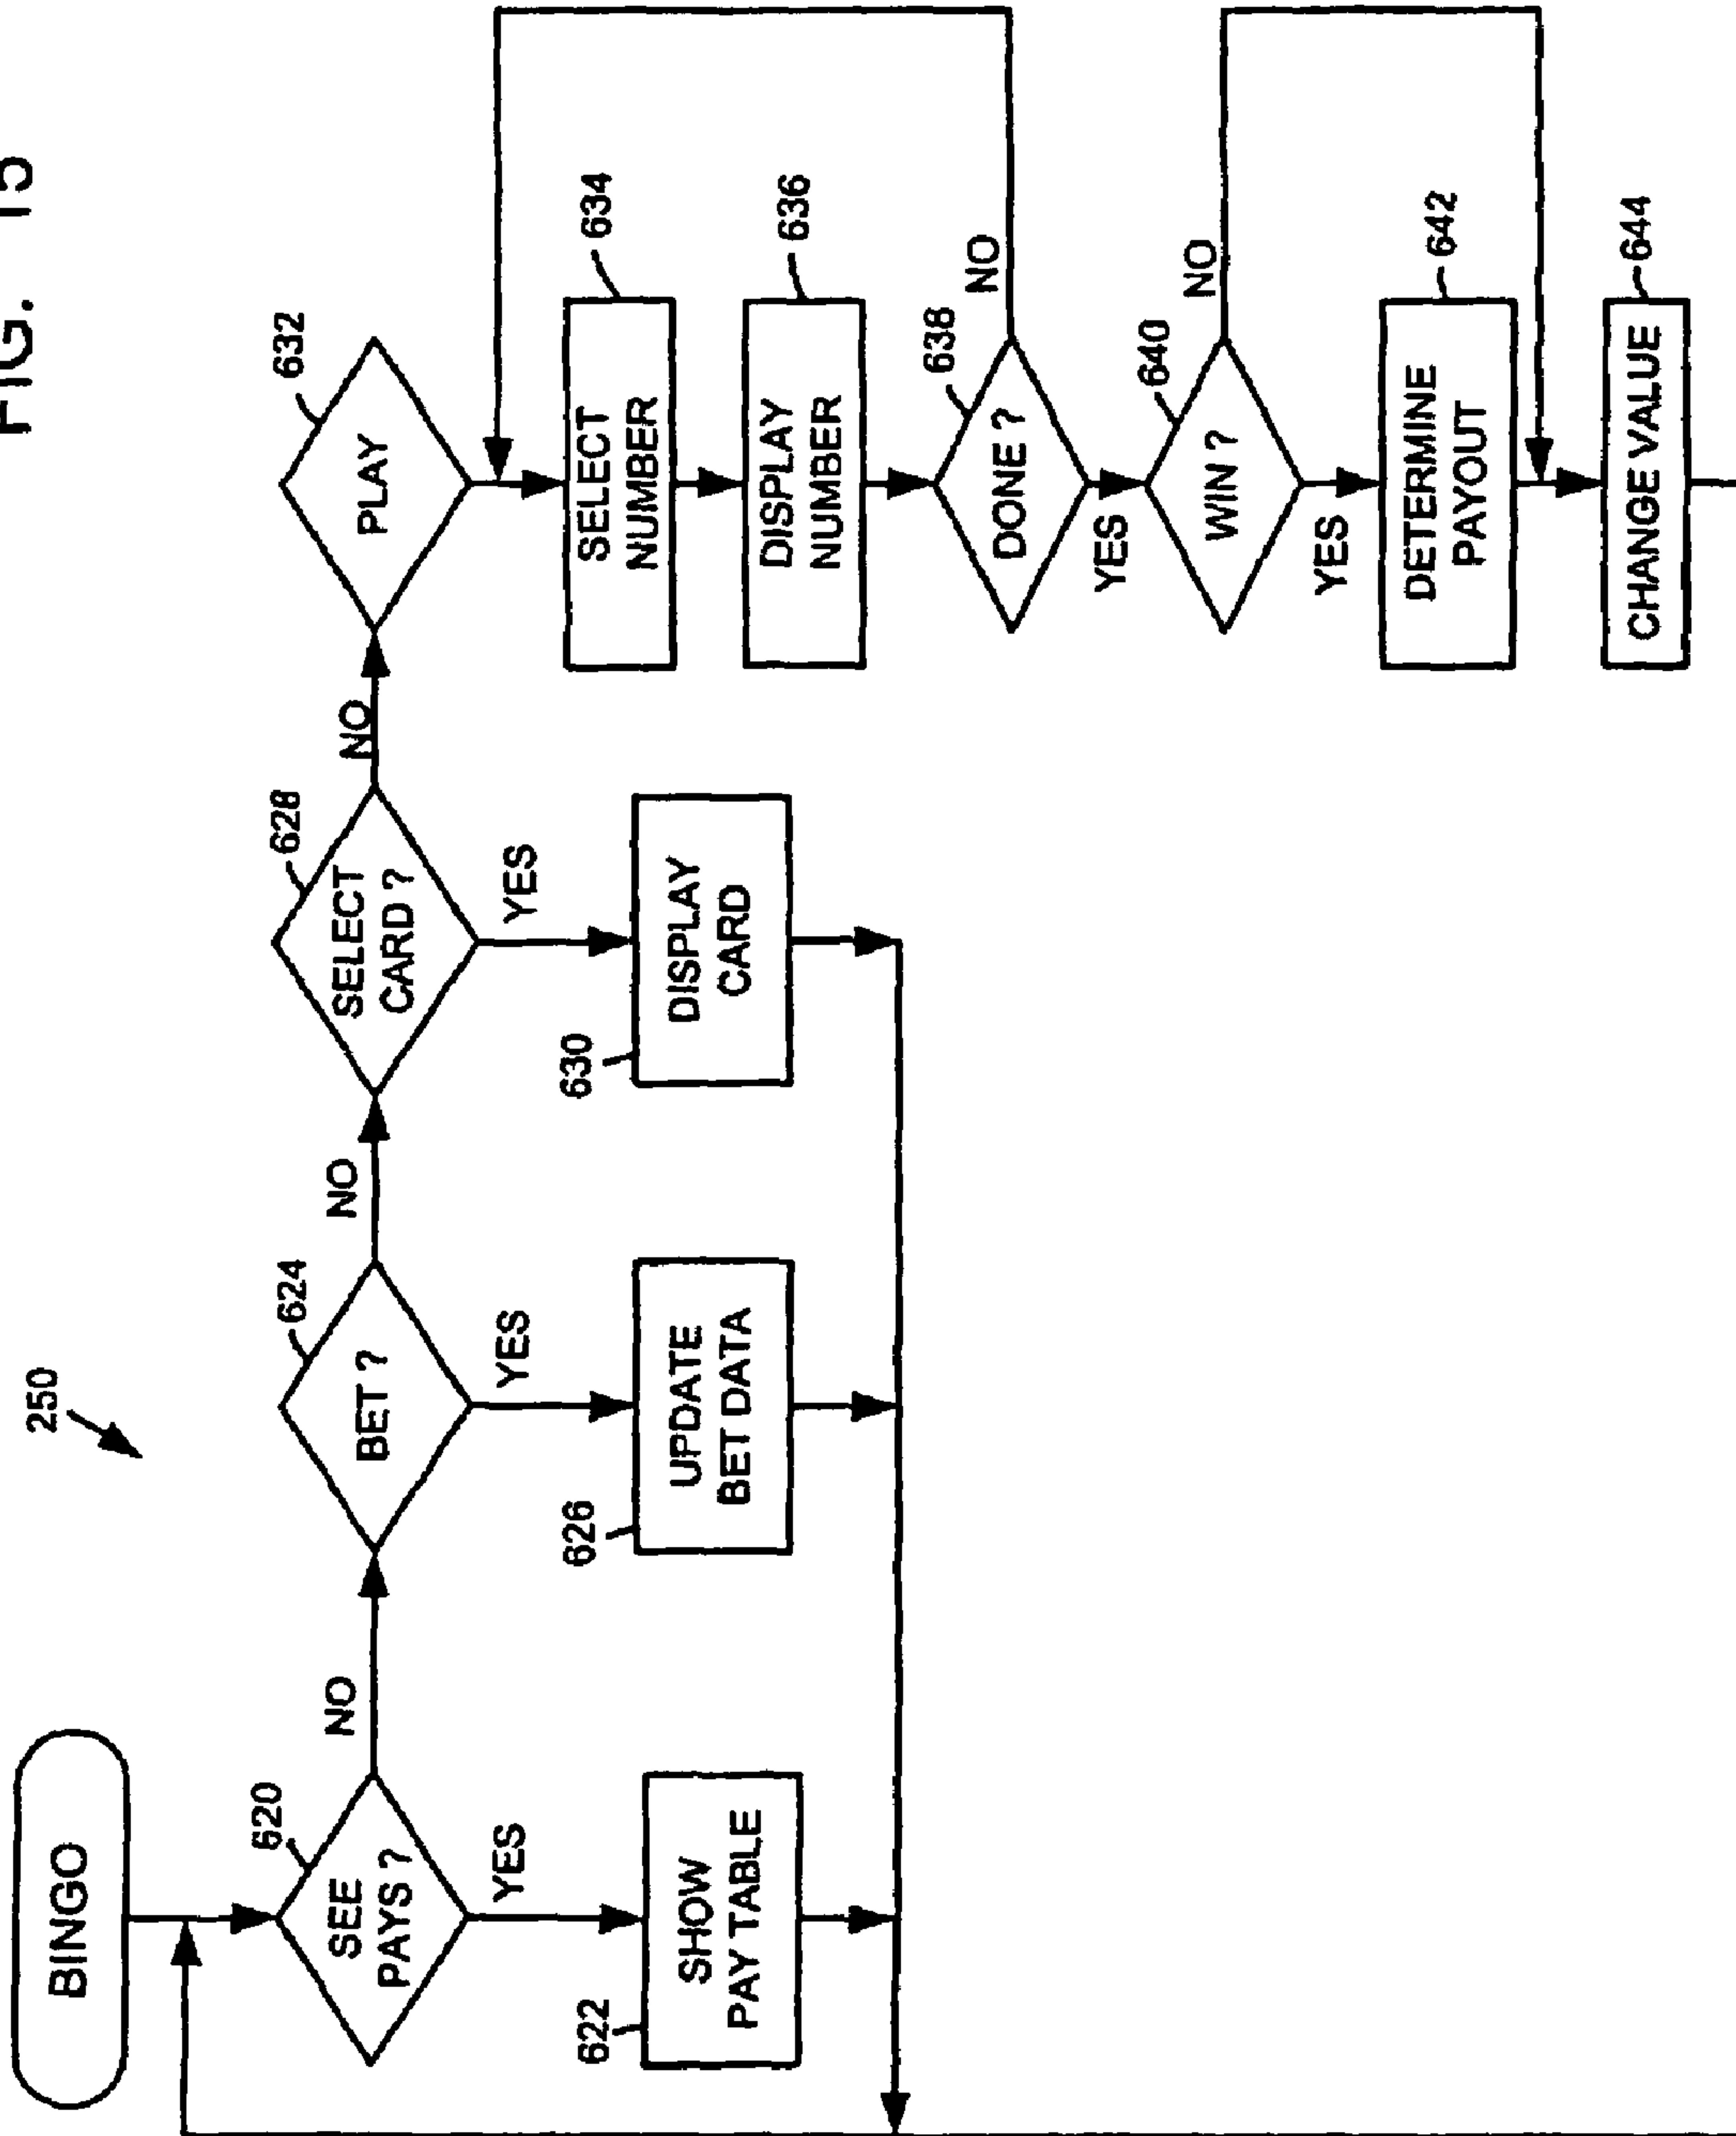 FIG. 15
250
BINGO
620
SEE
PAYS ?
NO
YES
622
SHOW
PAY TABLE
624
BET ?
NO
YES
626
UPDATE
BET DATA
628
SELECT
CARD ?
NO
YES
630
DISPLAY
CARD
632
PLAY
634
SELECT
NUMBER
636
DISPLAY
NUMBER
638
DONE ?
NO
YES
640
WIN ?
NO
YES
642
DETERMINE
PAYOUT
644
CHANGE VALUE